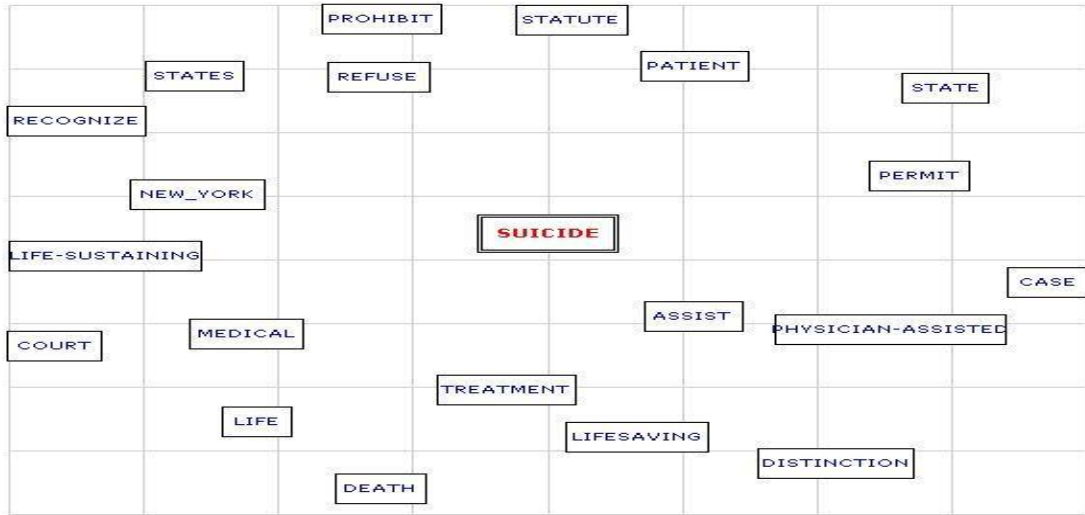 PROHIBIT
STATUTE
PATIENT
STATES
REFUSE
STATE
RECOGNIZE
PERMIT
NEW_YORK
SUICIDE
LIFE-SUSTAINING
CASE
ASSIST
PHYSICIAN-ASSISTED
MEDICAL
COURT
TREATMENT
LIFE
LIFESAVING
DISTINCTION
DEATH